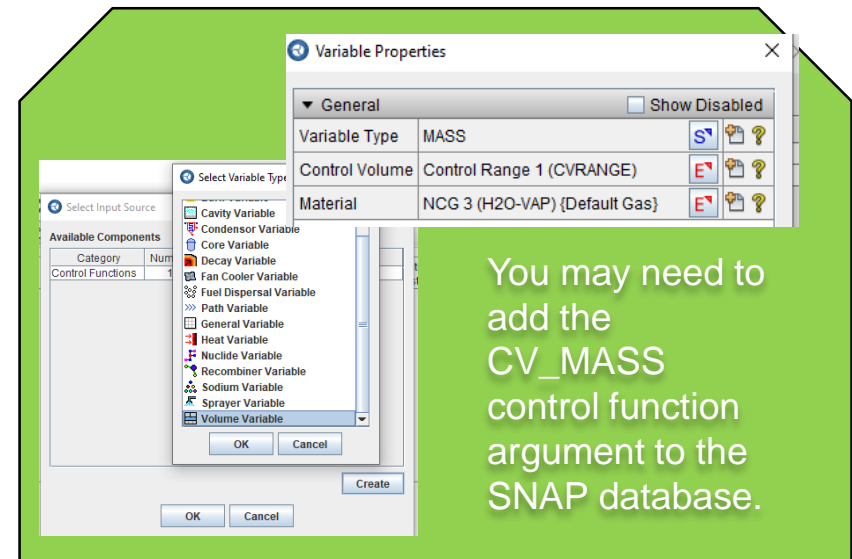 Variable Properties
General
Show Disabled
Variable Type MASS
Control Volume Control Range 1 (CVRANGE)
Material NCG 3 (H2O-VAP) {Default Gas}
Select Variable Type
Cavity Variable
Condensor Variable
Core Variable
Decay Variable
Fan Cooler Variable
Fuel Dispersal Variable
Path Variable
General Variable
Heat Variable
Nuclide Variable
Recombiner Variable
Sodium Variable
Sprayer Variable
Volume Variable
OK Cancel
Select Input Source
Available Components
Category Num
Control Functions 1
Create
OK Cancel
You may need to
add the
CV_MASS
control function
argument to the
SNAP database.